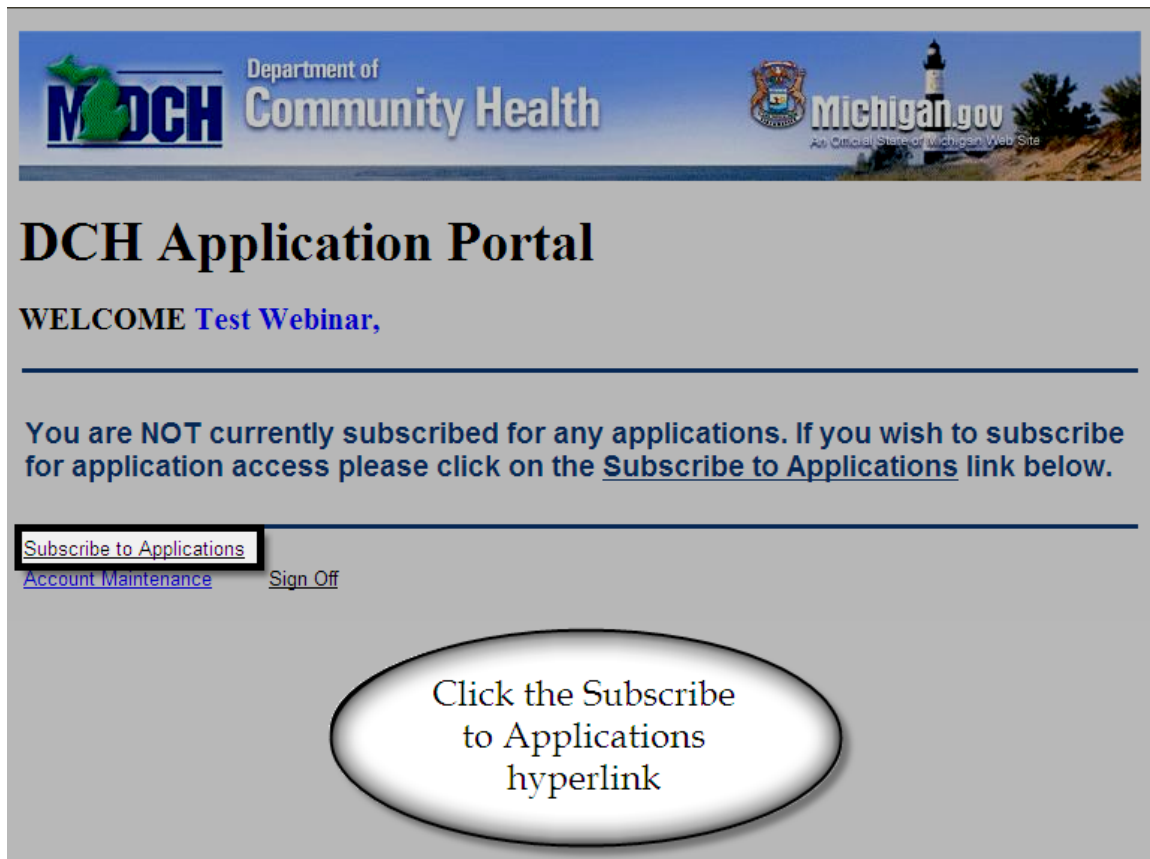 MDCH
Department of
Community Health
Michigan.gov
An Official State of Michigan Web Site
DCH Application Portal
WELCOME Test Webinar,
You are NOT currently subscribed for any applications. If you wish to subscribe
for application access please click on the Subscribe to Applications link below.
Subscribe to Applications
Account Maintenance Sign Off
Click the Subscribe
to Applications
hyperlink